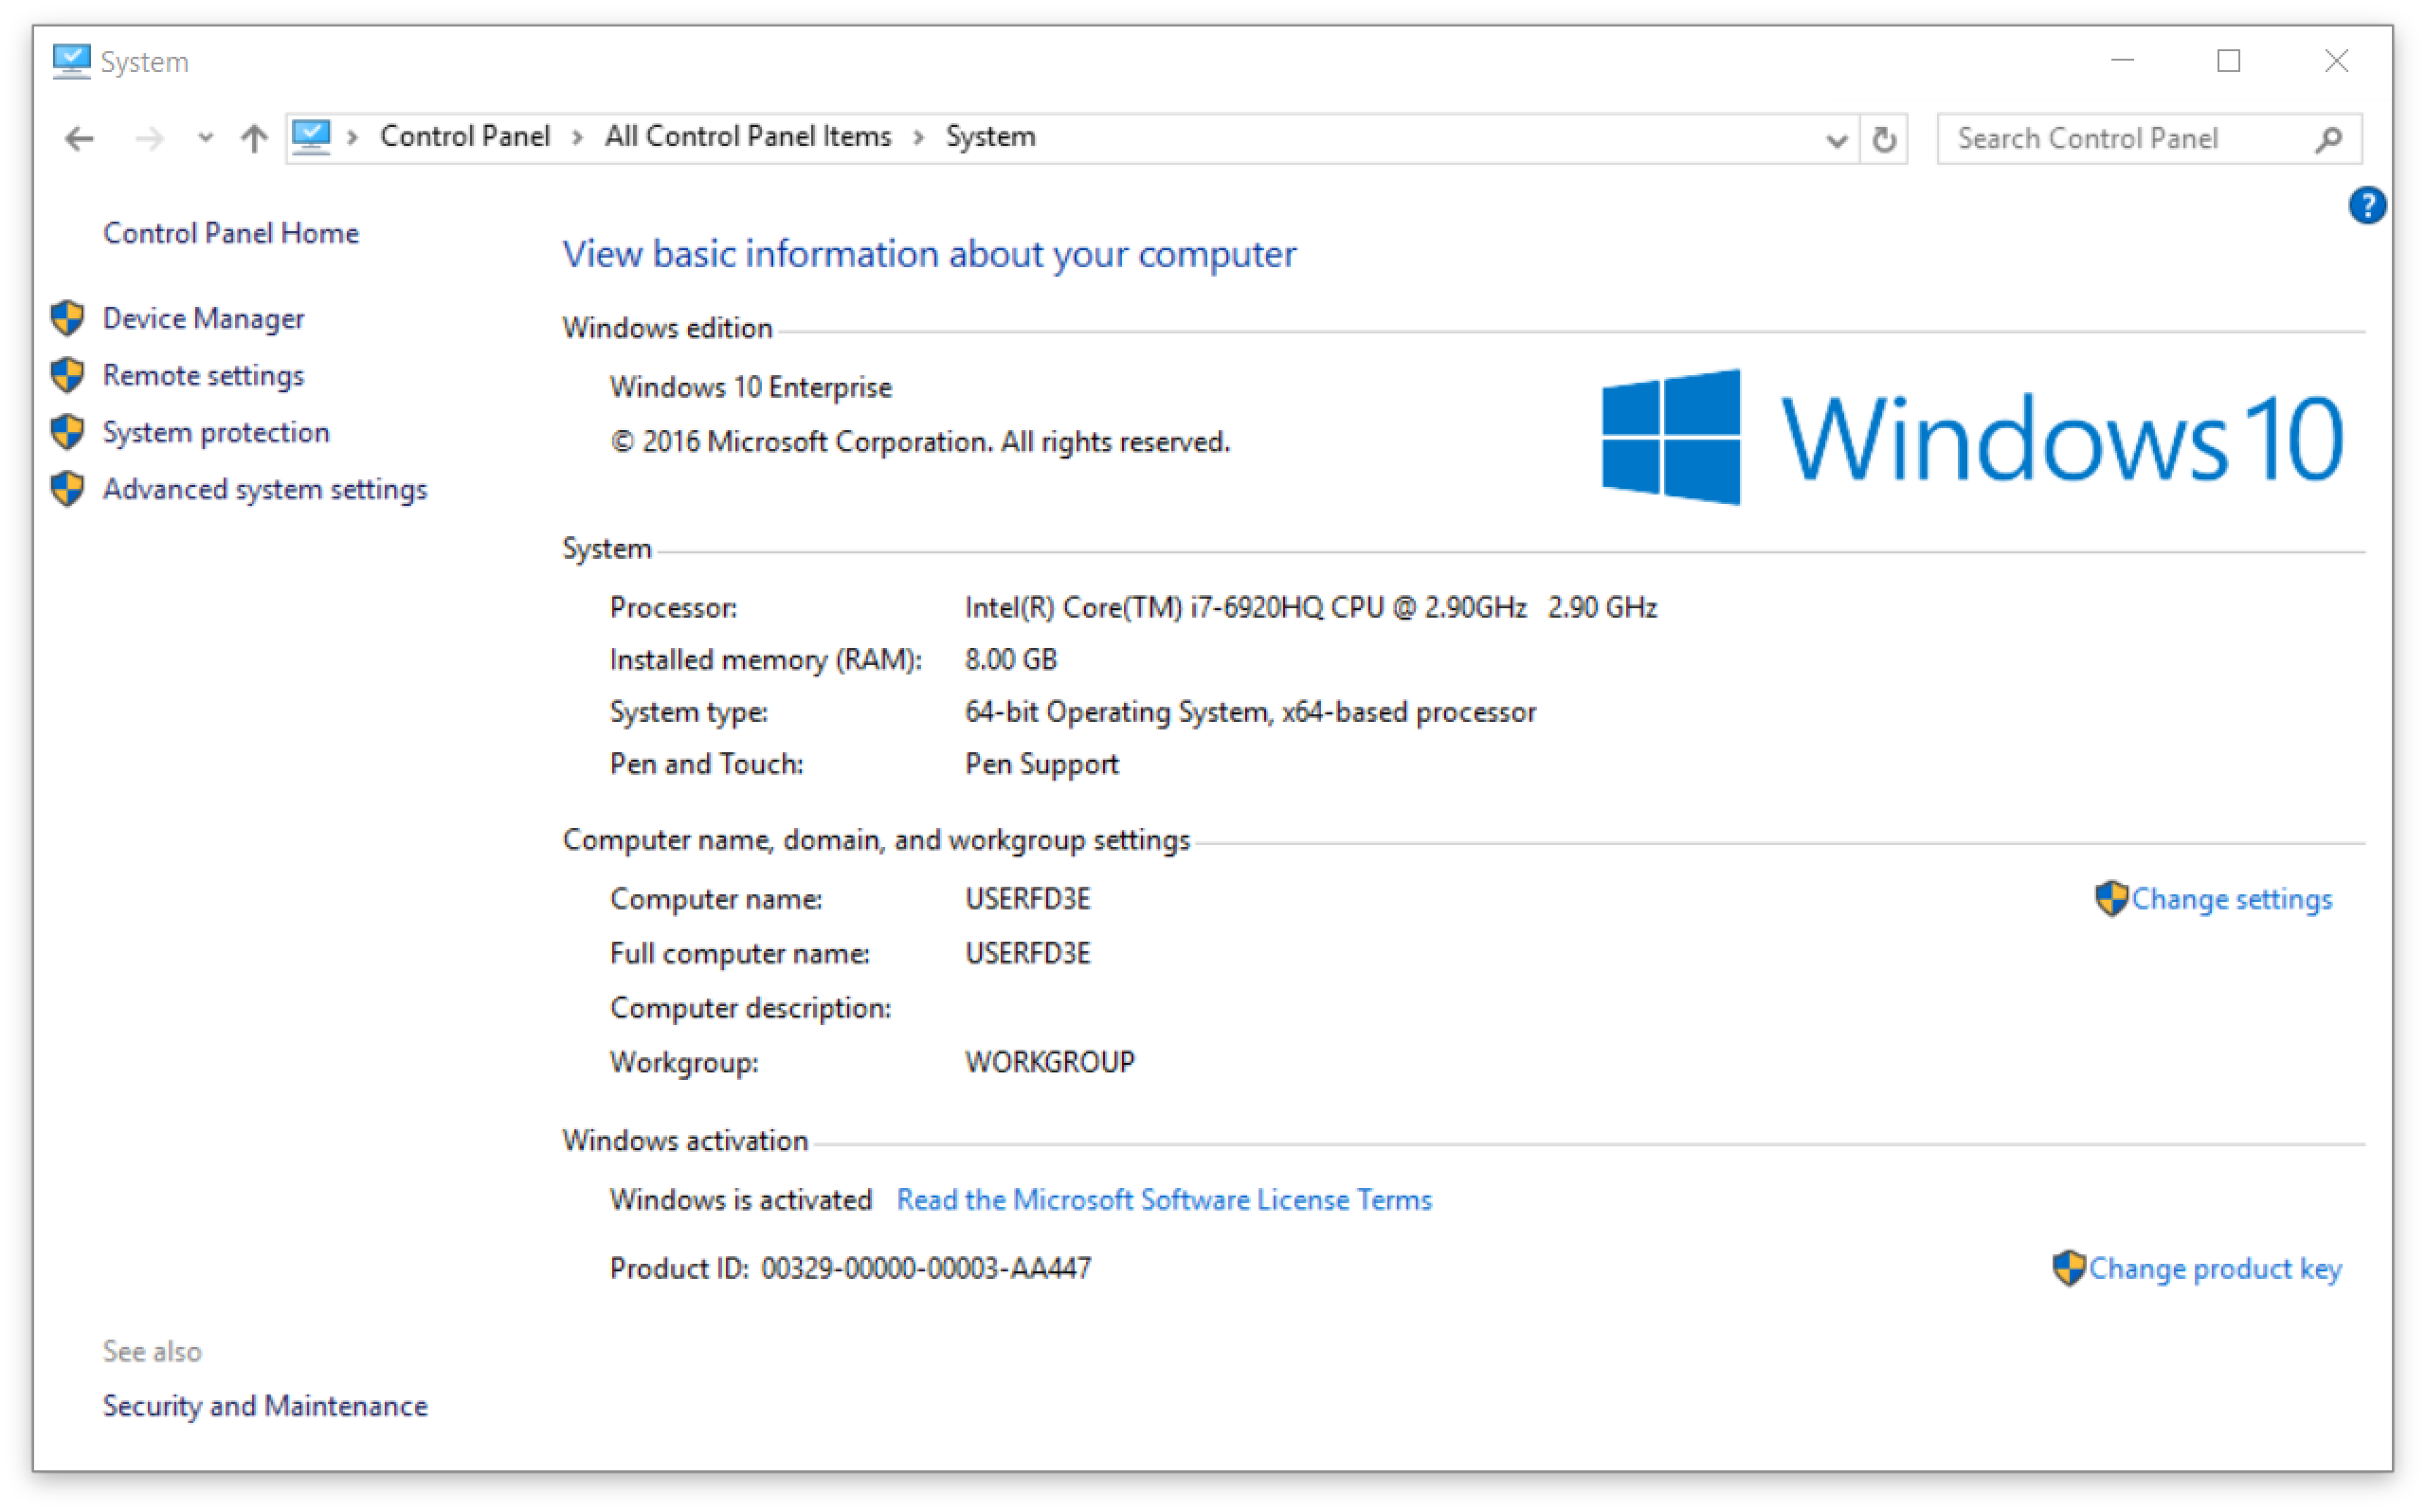 System
Control Panel > All Control Panel Items > System
Search Control Panel
?
Control Panel Home
Device Manager
Remote settings
System protection
Advanced system settings
View basic information about your computer
Windows edition
Windows 10 Enterprise
© 2016 Microsoft Corporation. All rights reserved.
Windows 10
System
Processor: Intel(R) Core(TM) i7-6920HQ CPU @ 2.90GHz 2.90 GHz
Installed memory (RAM): 8.00 GB
System type: 64-bit Operating System, x64-based processor
Pen and Touch: Pen Support
Computer name, domain, and workgroup settings
Computer name: USERFD3E Change settings
Full computer name: USERFD3E
Computer description:
Workgroup: WORKGROUP
Windows activation
Windows is activated Read the Microsoft Software License Terms
Product ID: 00329-00000-00003-AA447 Change product key
See also
Security and Maintenance